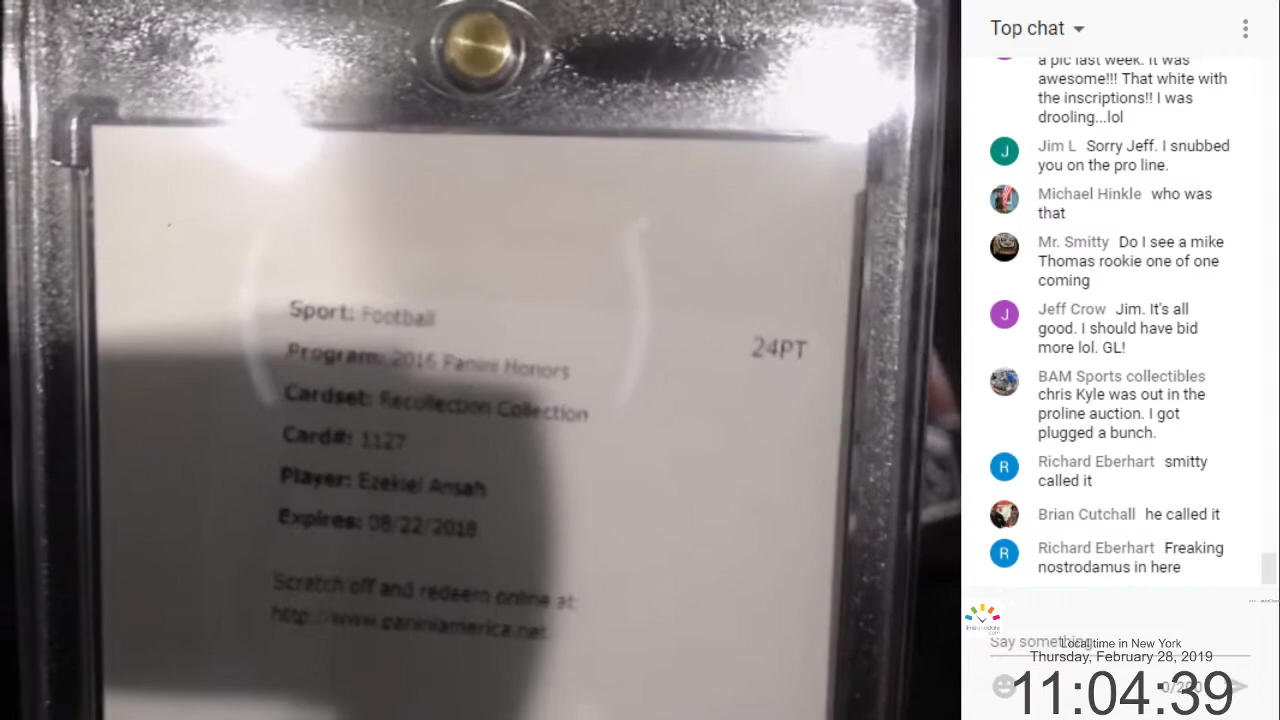 Sport: Football
Program: 2016 Panini Honors
Cardset: Recollection Collection
Card#: 1127
Player: Ezekiel Ansah
Expires: 08/22/2018
Scratch off and redeem online at:
http://www.paniniamerica.net
24PT
Top chat
a pic last week. It was
awesome!!! That white with
the inscriptions!! I was
drooling...lol
Jim L Sorry Jeff. I snubbed
you on the pro line.
Michael Hinkle who was
that
Mr. Smitty Do I see a mike
Thomas rookie one of one
coming
Jeff Crow Jim. It's all
good. I should have bid
more lol. GL!
BAM Sports collectibles
chris Kyle was out in the
proline auction. I got
plugged a bunch.
Richard Eberhart smitty
called it
Brian Cutchall he called it
Richard Eberhart Freaking
nostrodamus in here
Say something...
Local time in New York
Thursday, February 28, 2019
0/200
11:04:39